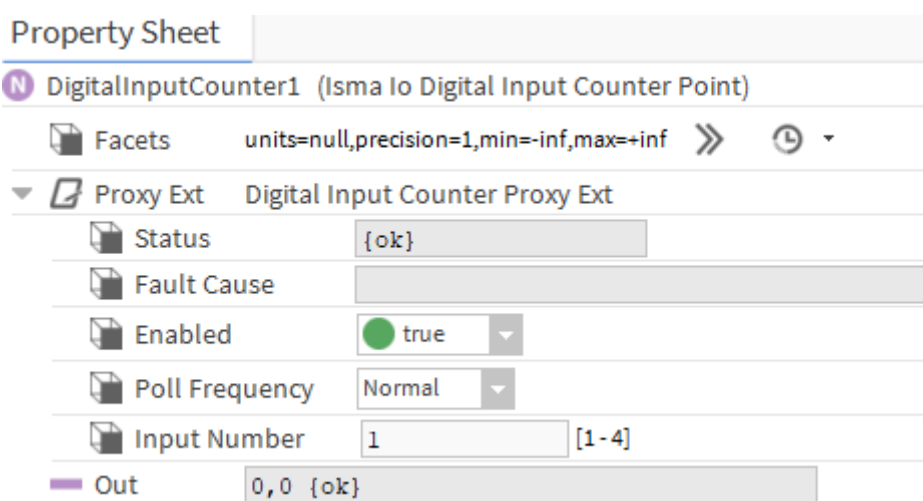 Property Sheet
N DigitalInputCounter1 (Isma Io Digital Input Counter Point)
Facets units=null,precision=1,min=-inf,max=+inf
Proxy Ext Digital Input Counter Proxy Ext
Status {ok}
Fault Cause
Enabled true
Poll Frequency Normal
Input Number 1 [1-4]
Out 0,0 {ok}